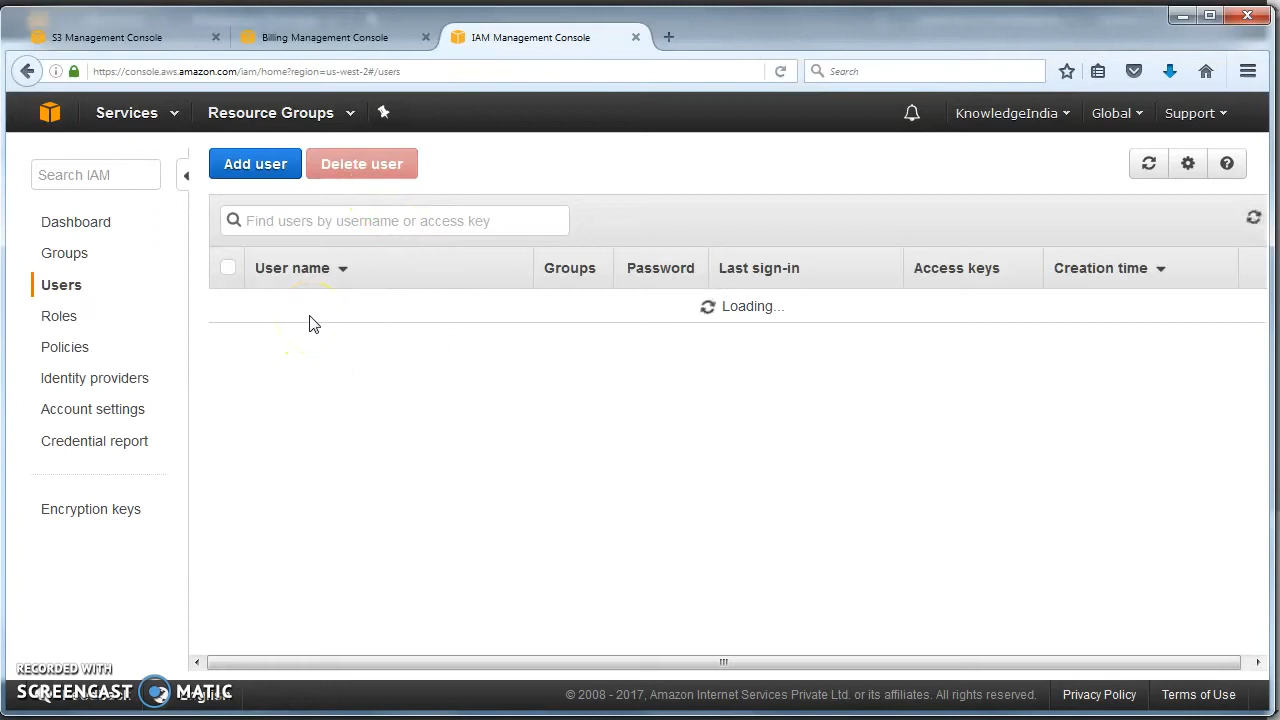 S3 Management Console
Billing Management Console
IAM Management Console
https://console.aws.amazon.com/iam/home?region=us-west-2#/users
Search
Services
Resource Groups
KnowledgeIndia
Global
Support
Search IAM
Dashboard
Groups
Users
Roles
Policies
Identity providers
Account settings
Credential report
Encryption keys
Add user
Delete user
Find users by username or access key
User name Groups Password Last sign-in Access keys Creation time
Loading...
RECORDED WITH
SCREENCAST MATIC
© 2008 - 2017, Amazon Internet Services Private Ltd. or its affiliates. All rights reserved.
Privacy Policy
Terms of Use